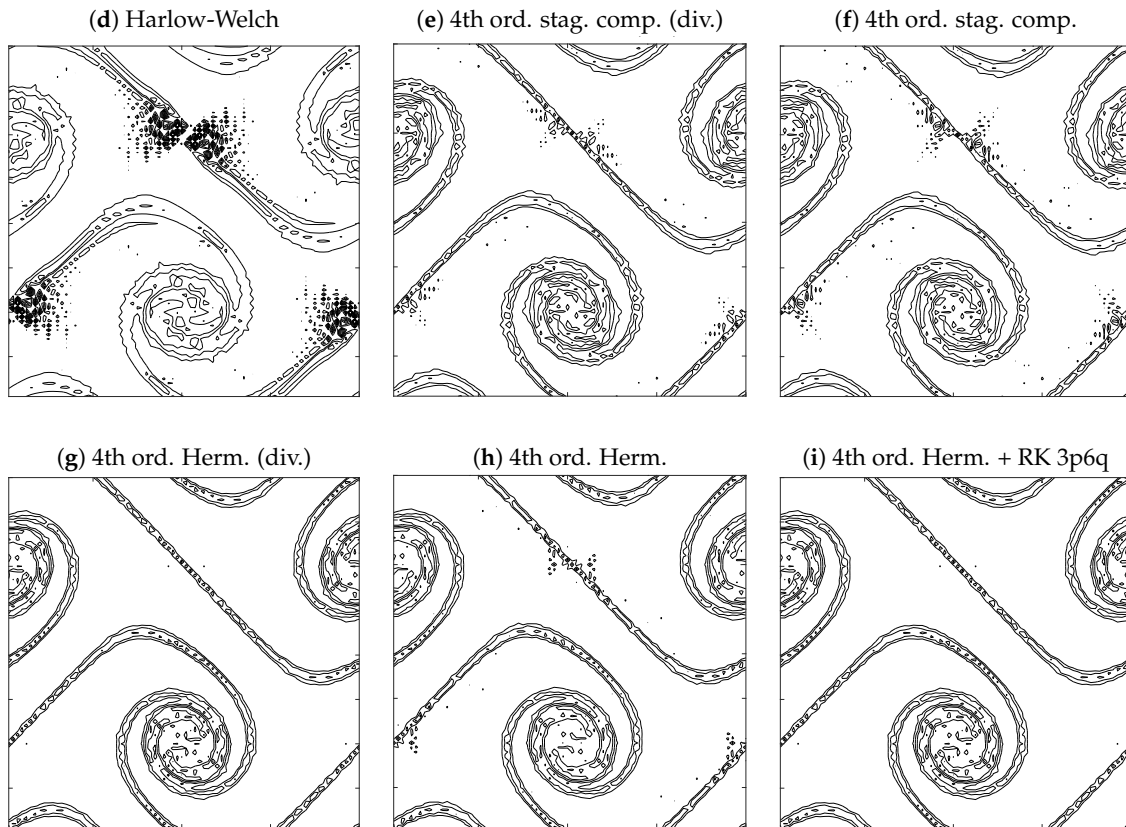 (d) Harlow-Welch
(e) 4th ord. stag. comp. (div.)
(f) 4th ord. stag. comp.
(g) 4th ord. Herm. (div.)
(h) 4th ord. Herm.
(i) 4th ord. Herm. + RK 3p6q